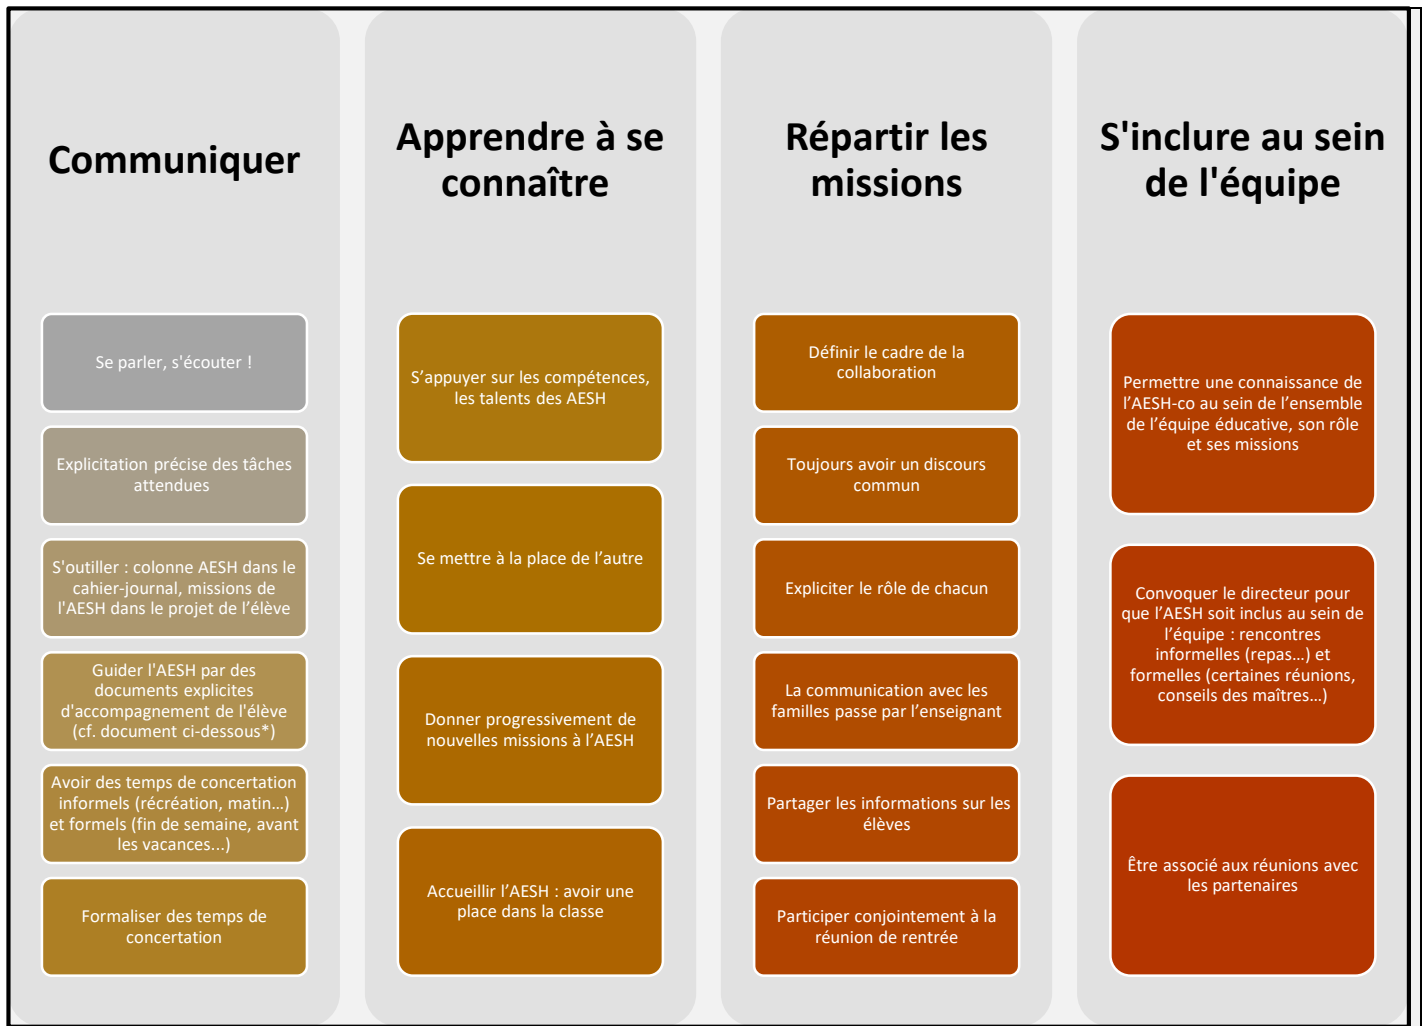 Communiquer
Se parler, s'écouter !
Explicitation précise des tâches
attendues
S'outiller : colonne AESH dans le
cahier-journal, missions de
l'AESH dans le projet de l’élève
Guider l'AESH par des
documents explicites
d'accompagnement de l'élève
(cf. document ci-dessous*)
Avoir des temps de concertation
informels (récréation, matin…)
et formels (fin de semaine, avant
les vacances...)
Formaliser des temps de
concertation
Apprendre à se
connaître
S’appuyer sur les compétences,
les talents des AESH
Se mettre à la place de l’autre
Donner progressivement de
nouvelles missions à l’AESH
Accueillir l’AESH : avoir une
place dans la classe
Répartir les
missions
Définir le cadre de la
collaboration
Toujours avoir un discours
commun
Expliciter le rôle de chacun
La communication avec les
familles passe par l’enseignant
Partager les informations sur les
élèves
Participer conjointement à la
réunion de rentrée
S'inclure au sein
de l'équipe
Permettre une connaissance de
l’AESH-co au sein de l’ensemble
de l’équipe éducative, son rôle
et ses missions
Convoquer le directeur pour
que l’AESH soit inclus au sein de
l’équipe : rencontres
informelles (repas…) et
formelles (certaines réunions,
conseils des maîtres…)
Être associé aux réunions avec
les partenaires